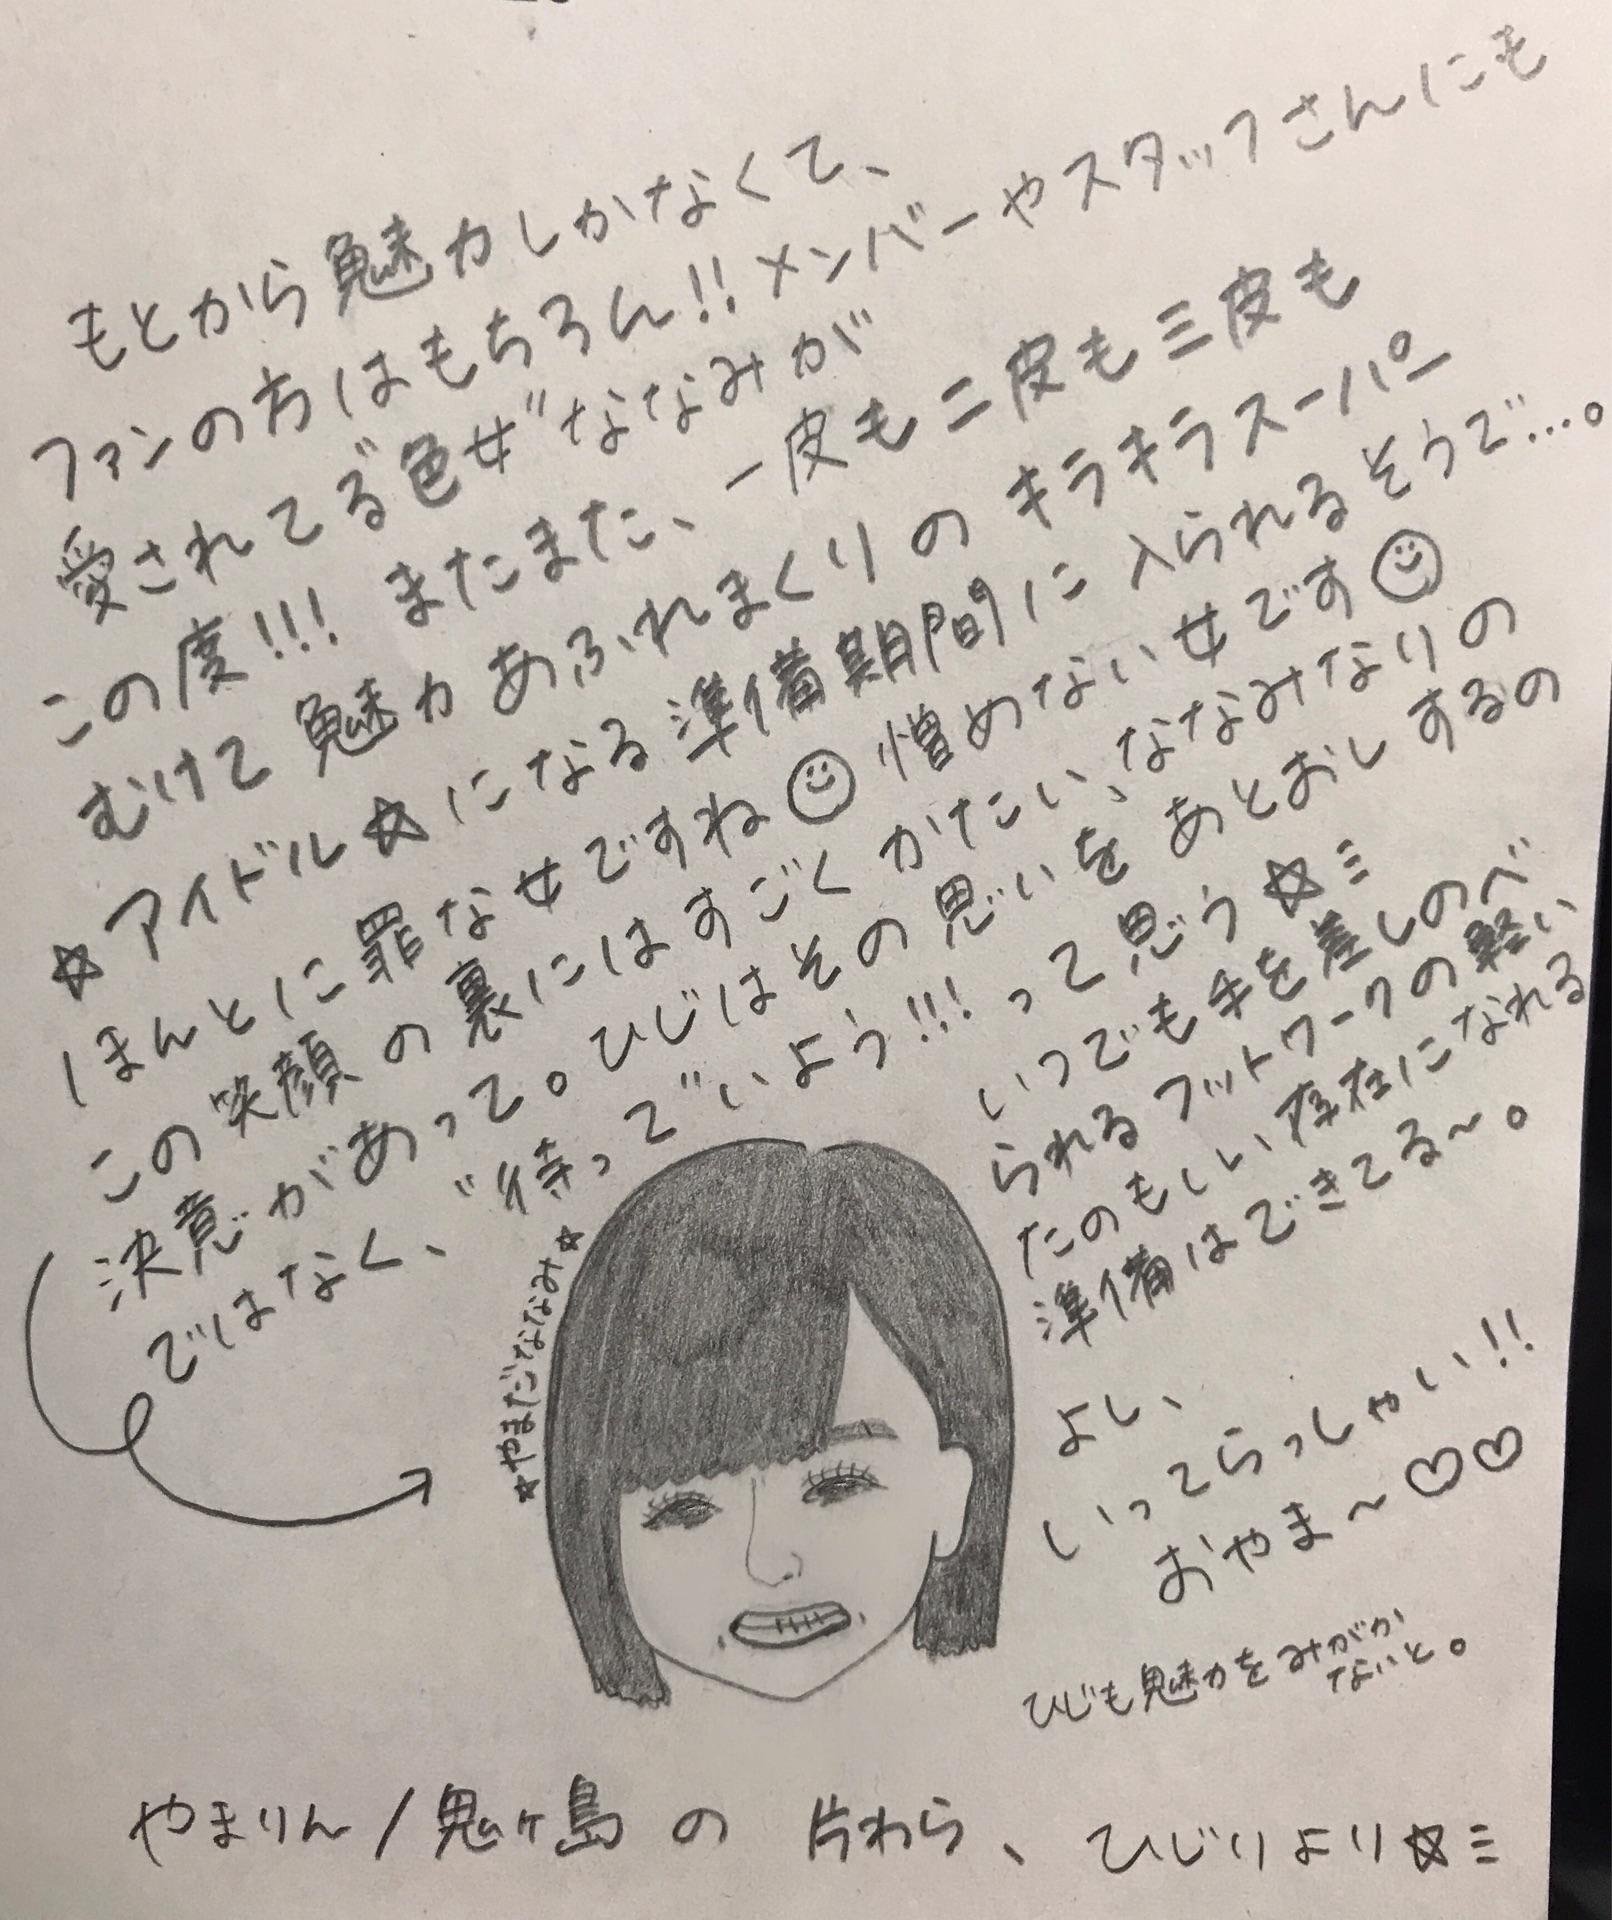 もとから魅力しかなくて、
ファンの方はもちろん!!メンバーやスタッフさんにも
愛されてる"色女"ななみが
この度!!!またまた、一皮も二皮も三皮も
むけて魅力あふれまくりのキラキラスーパー
☆アイドル☆になる準備期間に入られるそうで…。
ほんとに罪な女ですね☺憎めない女です☺
この笑顔の裏にはすごくかたい、ななみなりの
決意があって。ひじはその思いをあとおしするの
ではなく、"待って"いよう!!!って思う☆ミ
いつでも手を差しのべ
られるフットワークの軽い
たのもしい存在になれる
準備はできてる〜。
よし、
いってらっしゃい!!
おやま〜♡♡
ひじも魅力をみがか
ないと。
☆やまだななみ☆
やまりん/鬼ヶ島の片わら、ひじりより☆ミ